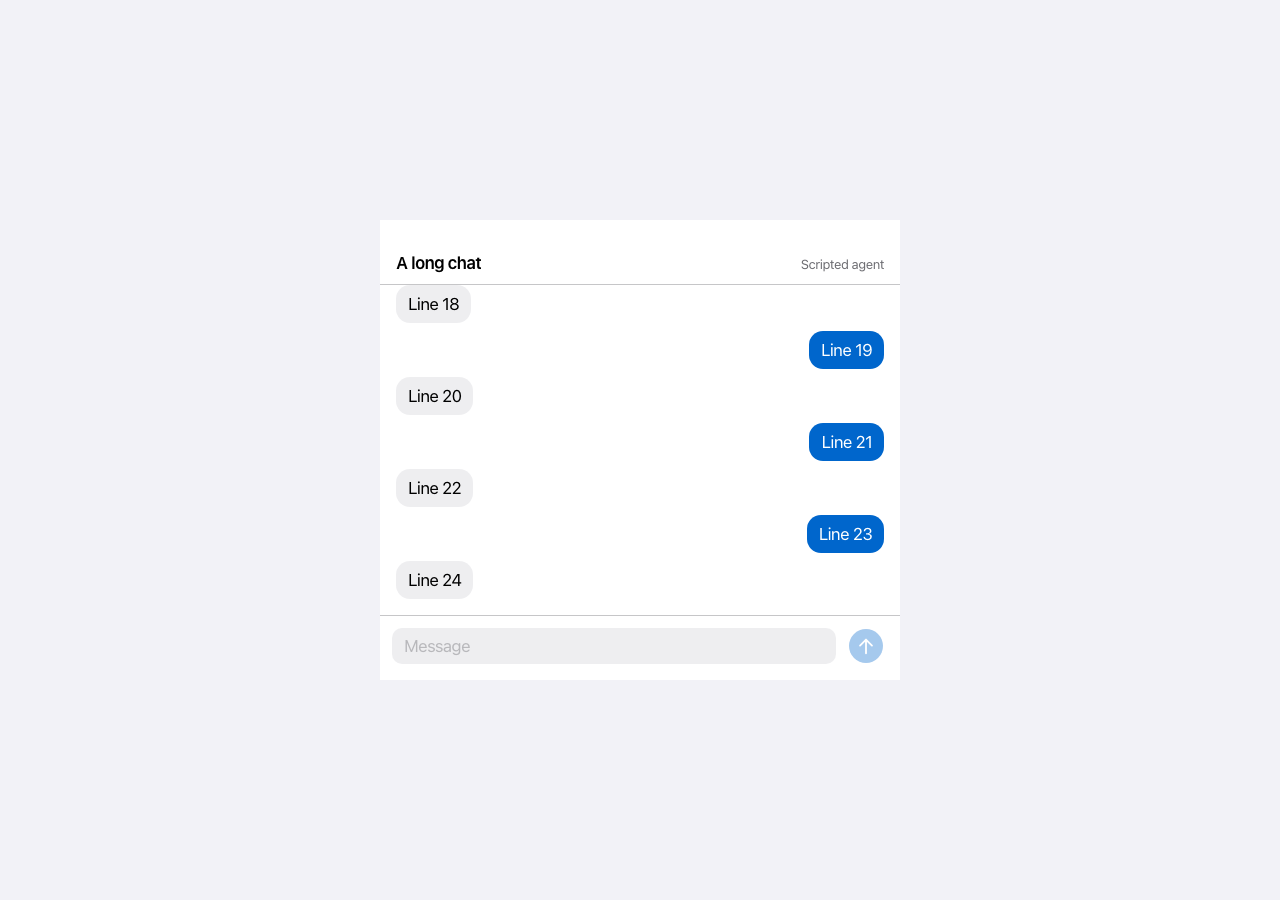 A long chat
Scripted agent
Line 18
Line 19
Line 20
Line 21
Line 22
Line 23
Line 24
Message